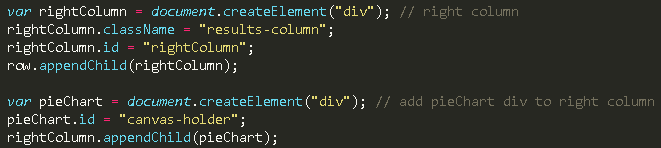 var rightColumn = document.createElement("div"); // right column
rightColumn.className = "results-column";
rightColumn.id = "rightColumn";
row.appendChild(rightColumn);

var pieChart = document.createElement("div"); // add pieChart div to right column
pieChart.id = "canvas-holder";
rightColumn.appendChild(pieChart);